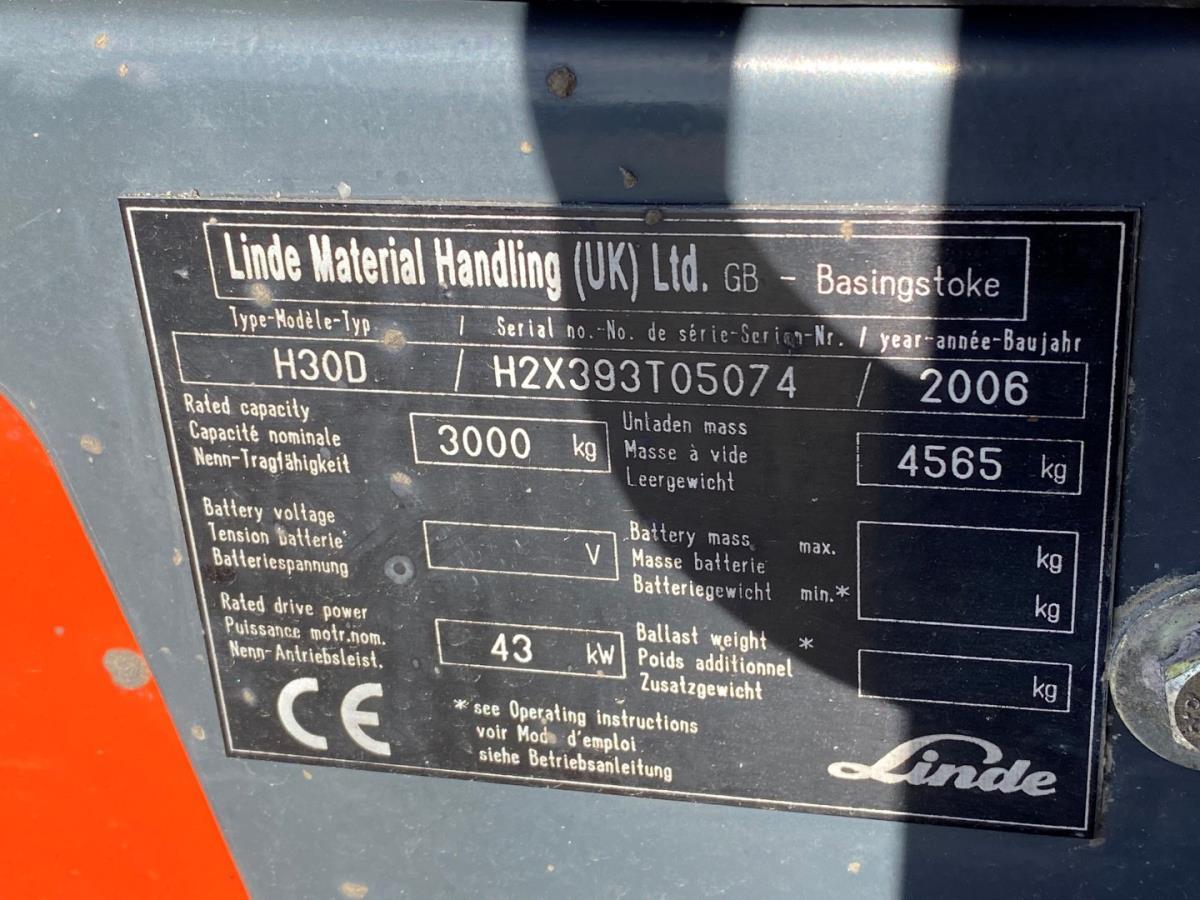 Linde Material Handling (UK) Ltd. GB - Basingstoke
Type-Modèle-Typ / Serial no.-No. de série-Serien-Nr. / year-année-Baujahr
H30D / H2X393T05074 / 2006
Rated capacity
Capacité nominale
Nenn-Tragfähigkeit
3000 kg
Unladen mass
Masse à vide
Leergewicht
4565 kg
Battery voltage
Tension batterie
Batteriespannung
V
Battery mass max.
Masse batterie
Batteriegewicht min.*
kg
kg
Rated drive power
Puissance motr.nom.
Nenn-Antriebsleist.
43 kW
Ballast weight *
Poids additionnel
Zusatzgewicht
kg
CE
* see Operating instructions
voir Mode d'emploi
siehe Betriebsanleitung
Linde